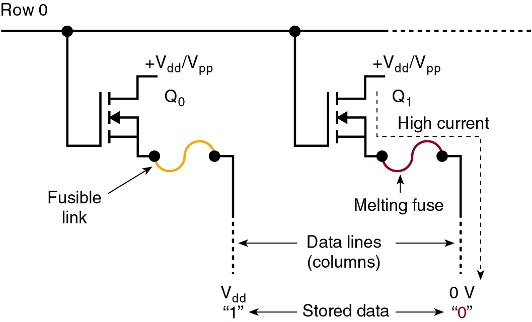 Row 0
+Vdd/Vpp
Q0
Fusible
link
+Vdd/Vpp
Q1
High current
Melting fuse
Data lines
(columns)
Vdd
"1"
Stored data
0 V
"0"